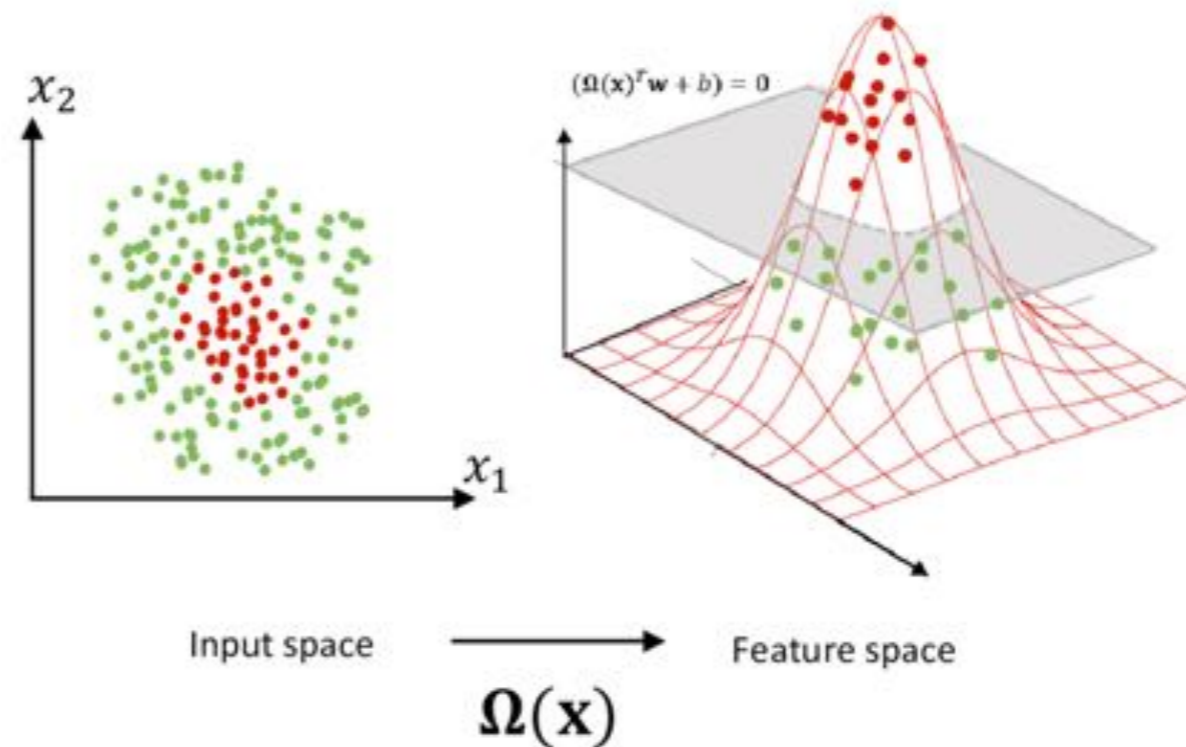 x₂
(Ω(x)ᵀw + b) = 0
x₁
Input space
Feature space
Ω(x)